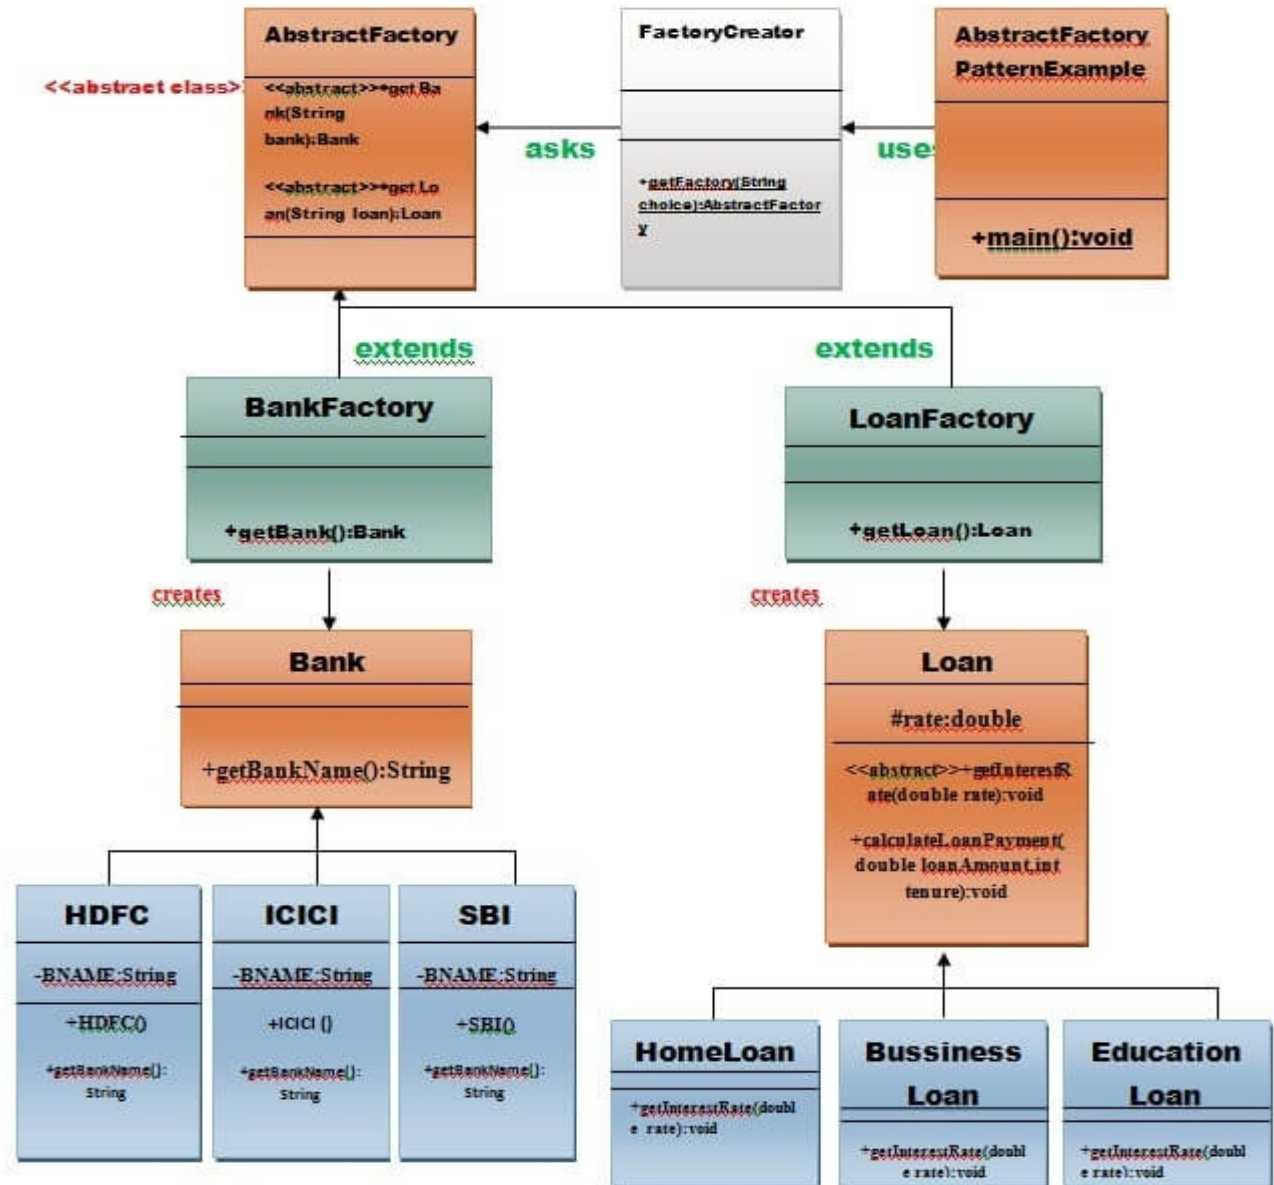 AbstractFactory
<<abstract class>>
<<abstract>>+getBa
nk(String
bank):Bank
<<abstract>>+getLo
an(String loan):Loan
FactoryCreator
+getFactory(String
choice):AbstractFactor
y
AbstractFactory
PatternExample
+main():void
asks
uses
extends
extends
BankFactory
+getBank():Bank
LoanFactory
+getLoan():Loan
creates
creates
Bank
+getBankName():String
Loan
#rate:double
<<abstract>>+getInterestR
ate(double rate):void
+calculateLoanPayment(
double loanAmount,int
tenure):void
HDFC
-BNAME:String
+HDFC()
+getBankName():
String
ICICI
-BNAME:String
+ICICI ()
+getBankName():
String
SBI
-BNAME:String
+SBI()
+getBankName():
String
HomeLoan
+getInterestRate(doubl
e rate):void
Bussiness
Loan
+getInterestRate(doubl
e rate):void
Education
Loan
+getInterestRate(doubl
e rate):void